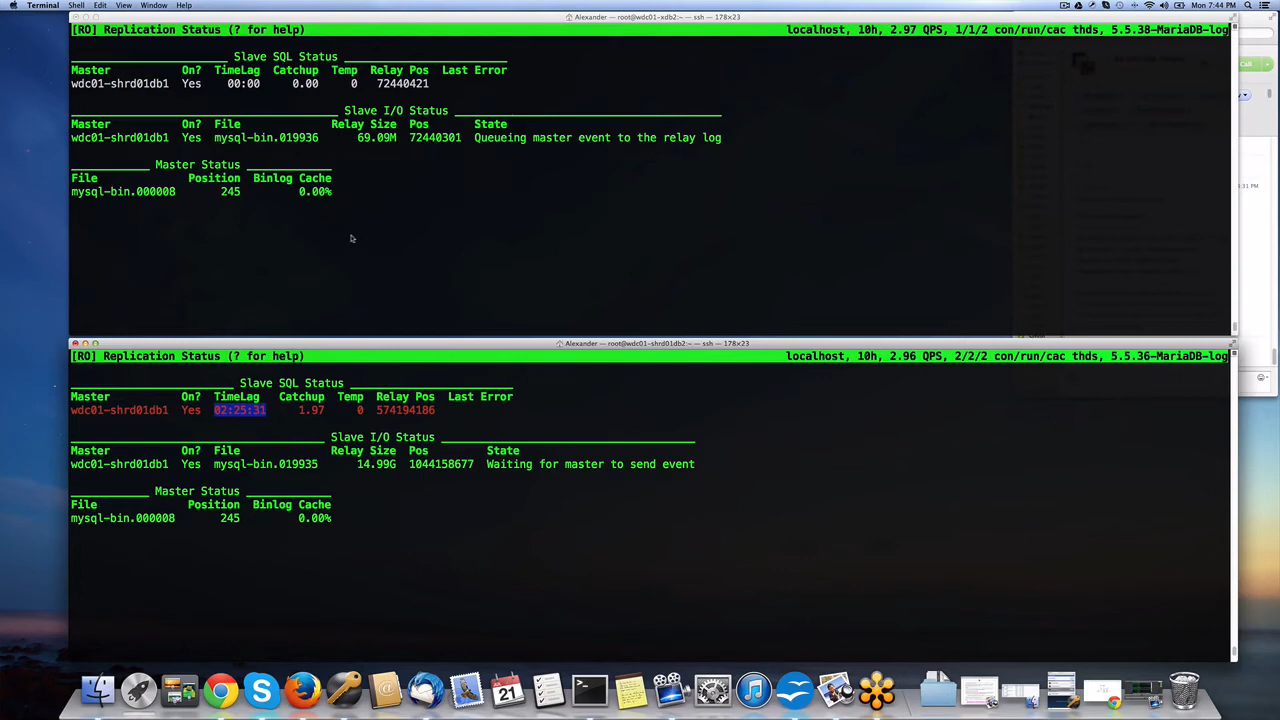 Terminal Shell Edit View Window Help Mon 7:44 PM
Alexander — root@wdc01-xdb2:~ — ssh — 178×23
[RO] Replication Status (? for help) localhost, 10h, 2.97 QPS, 1/1/2 con/run/cac thds, 5.5.38-MariaDB-log
Call
_______________________ Slave SQL Status _______________________
Master On? TimeLag Catchup Temp Relay Pos Last Error
wdc01-shrd01db1 Yes 00:00 0.00 0 72440421
Slave I/O Status
Master On? File Relay Size Pos State
wdc01-shrd01db1 Yes mysql-bin.019936 69.09M 72440301 Queueing master event to the relay log
Master Status
File Position Binlog Cache
mysql-bin.000008 245 0.00%
:31 PM
Alexander — root@wdc01-shrd01db2:~ — ssh — 178×23
[RO] Replication Status (? for help) localhost, 10h, 2.96 QPS, 2/2/2 con/run/cac thds, 5.5.36-MariaDB-log
Slave SQL Status
Master On? TimeLag Catchup Temp Relay Pos Last Error
wdc01-shrd01db1 Yes 02:25:31 1.97 0 574194186
Slave I/O Status
Master On? File Relay Size Pos State
wdc01-shrd01db1 Yes mysql-bin.019935 14.99G 1044158677 Waiting for master to send event
Master Status
File Position Binlog Cache
mysql-bin.000008 245 0.00%
JUL
21